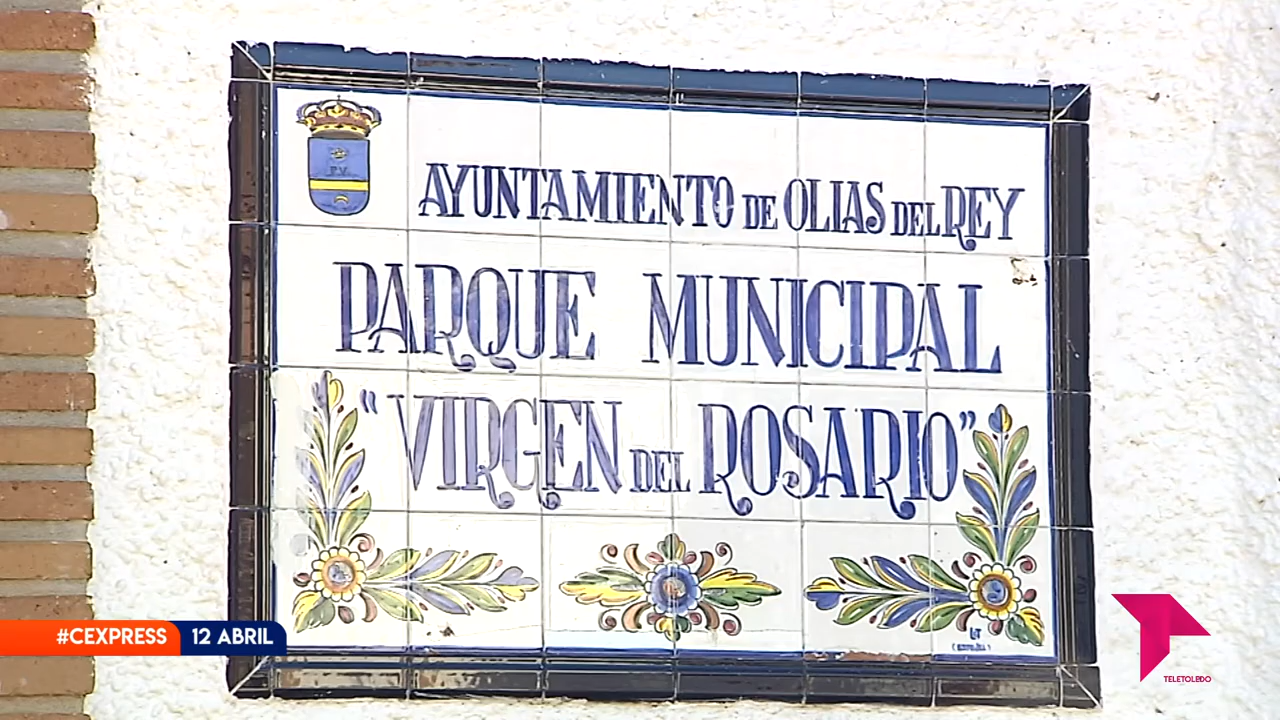 AYUNTAMIENTO DE OLIAS DEL REY
PARQUE MUNICIPAL
"VIRGEN DEL ROSARIO"
#CEXPRESS 12 ABRIL
TELETOLEDO